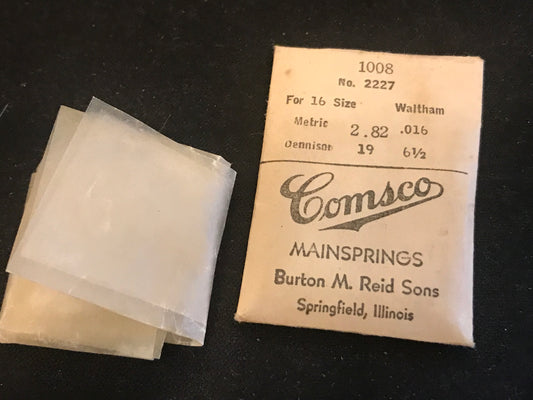 1008
No. 2227
For 16 Size Waltham
Metric 2.82 .016
Dennison 19 6½
Comsco
MAINSPRINGS
Burton M. Reid Sons
Springfield, Illinois